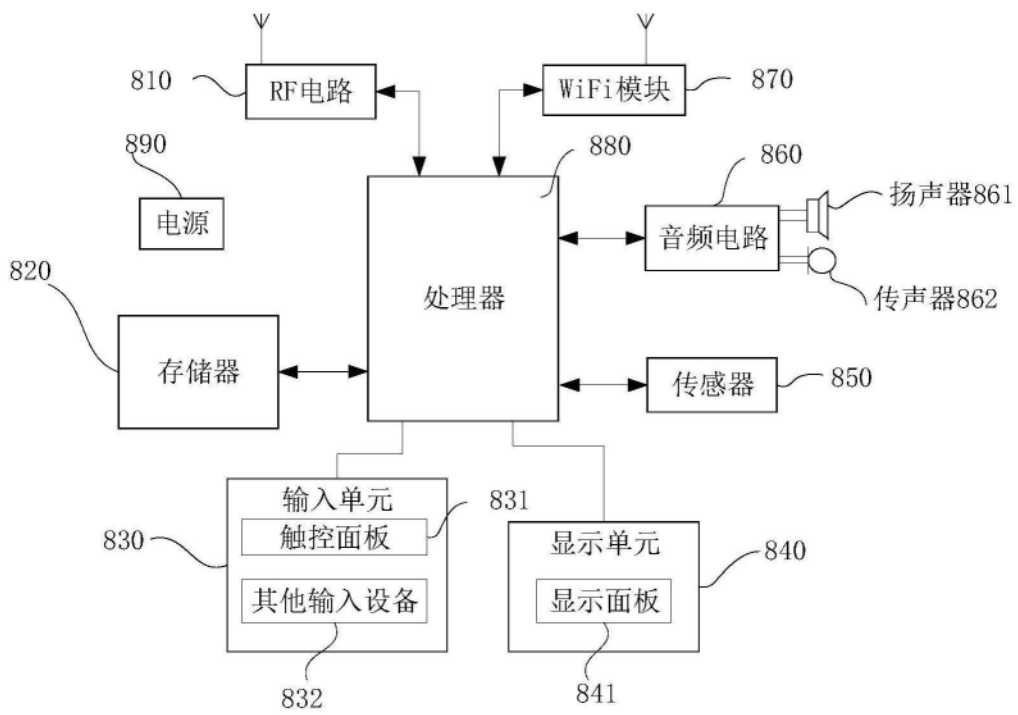 810
RF电路
WiFi模块
870
890
电源
880
860
扬声器861
音频电路
传声器862
820
存储器
处理器
传感器
850
输入单元
831
触控面板
830
其他输入设备
832
显示单元
840
显示面板
841